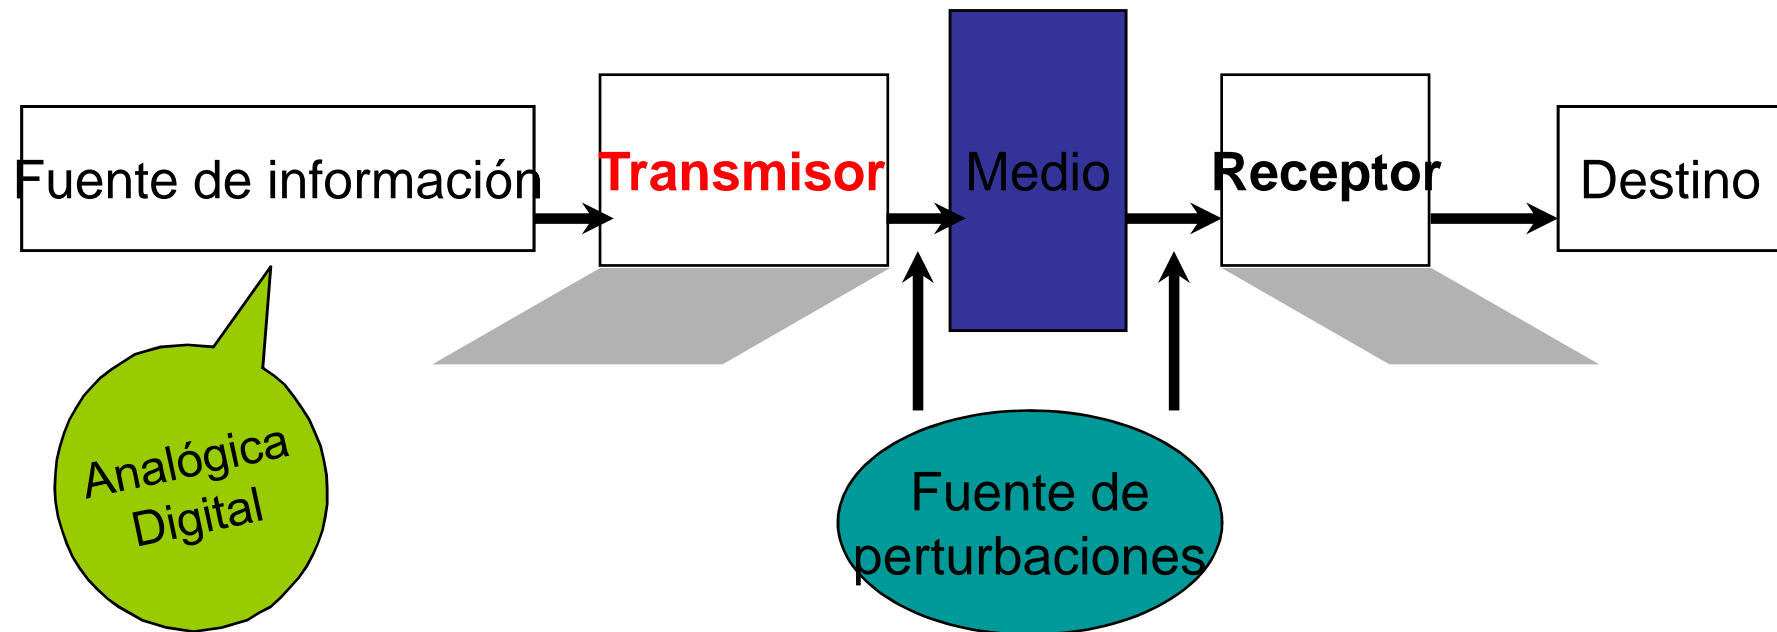 Fuente de información
Transmisor
Medio
Receptor
Destino
Analógica
Digital
Fuente de
perturbaciones